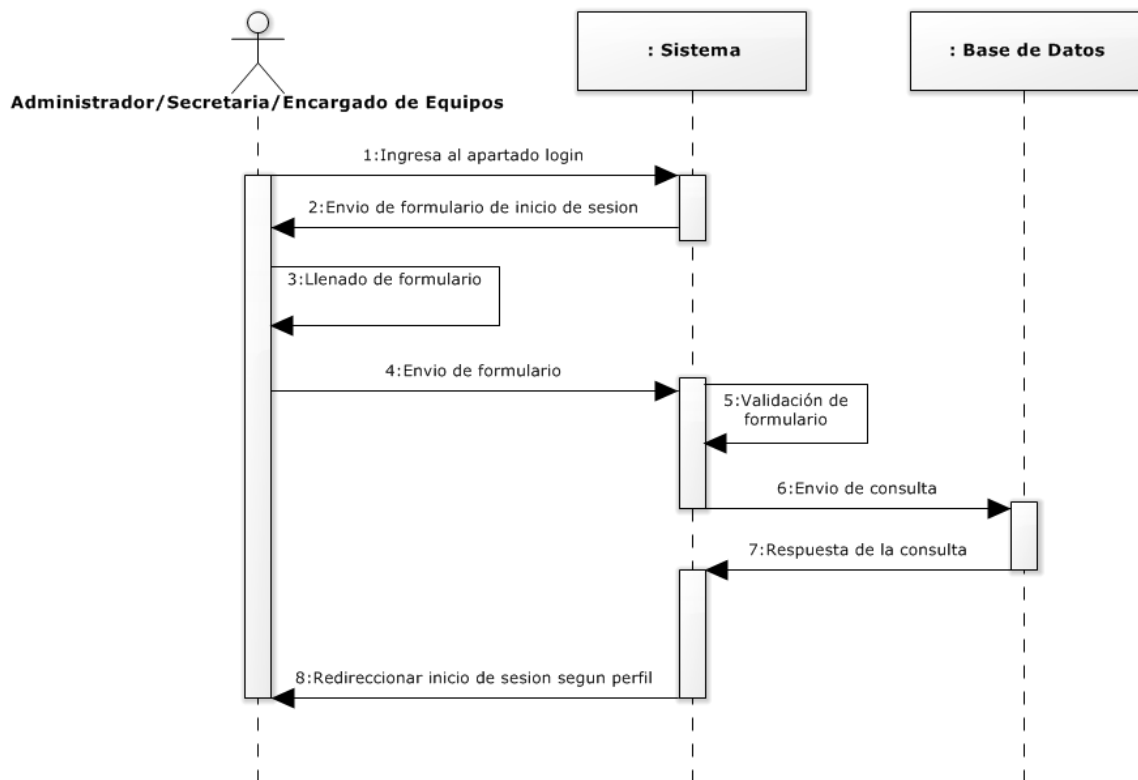 : Sistema
: Base de Datos
Administrador/Secretaria/Encargado de Equipos
1:Ingresa al apartado login
2:Envio de formulario de inicio de sesion
3:Llenado de formulario
4:Envio de formulario
5:Validación de
formulario
6:Envio de consulta
7:Respuesta de la consulta
8:Redireccionar inicio de sesion segun perfil